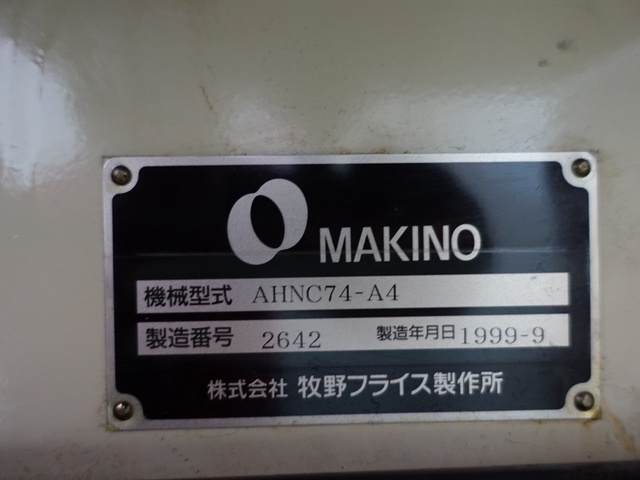 MAKINO
機械型式 AHNC74-A4
製造番号 2642 製造年月日 1999-9
株式会社 牧野フライス製作所